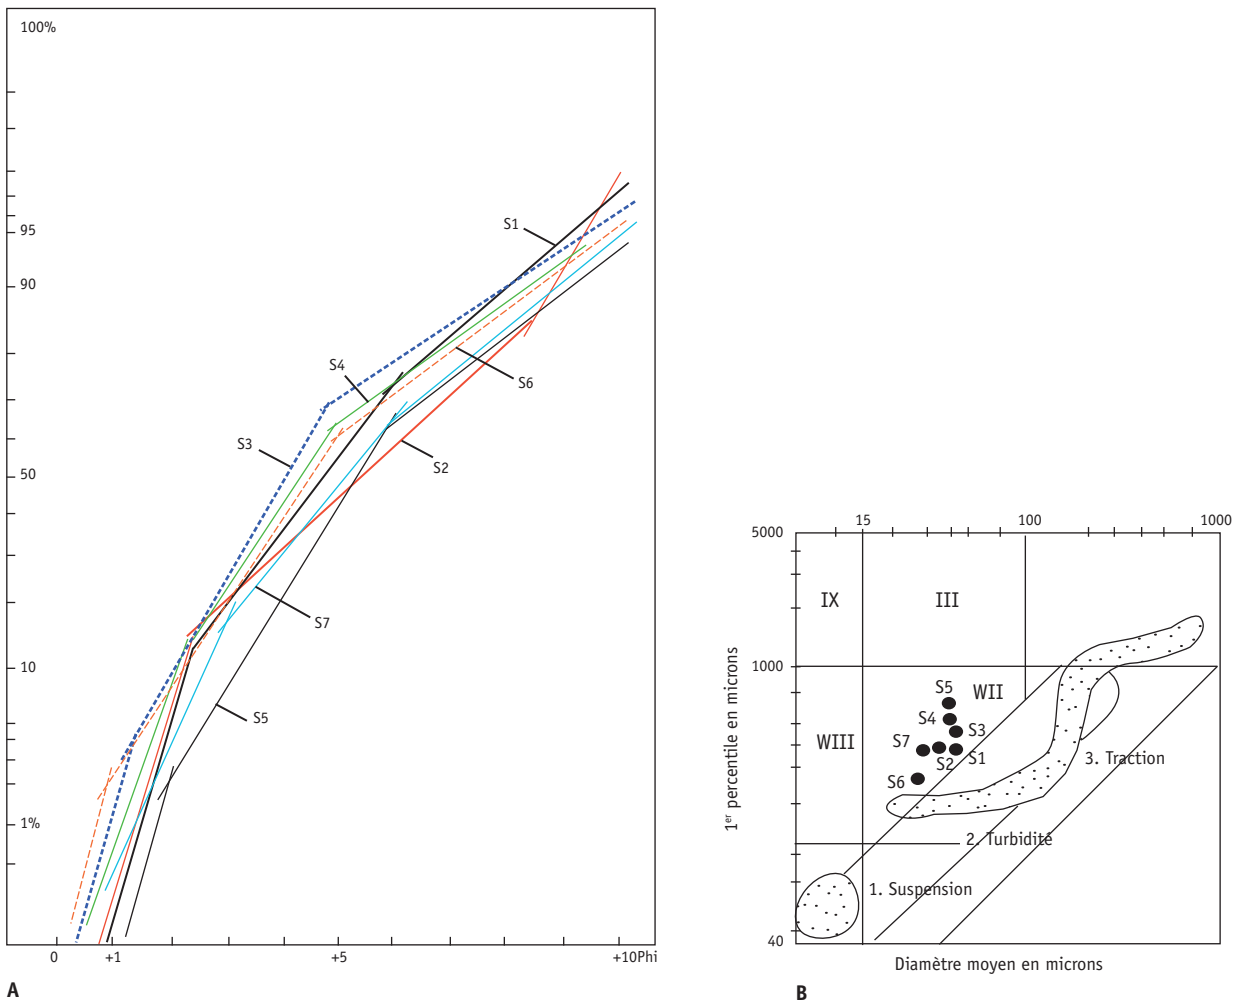 100%
95
90
50
10
1%
0
+1
+5
+10Phi
S1
S4
S6
S3
S2
S7
S5
A
15
100
1000
5000
1000
40
IX
III
WII
WIII
S5
S4
S3
S7
S2
S1
S6
3. Traction
2. Turbidité
1. Suspension
1er percentile en microns
Diamètre moyen en microns
B